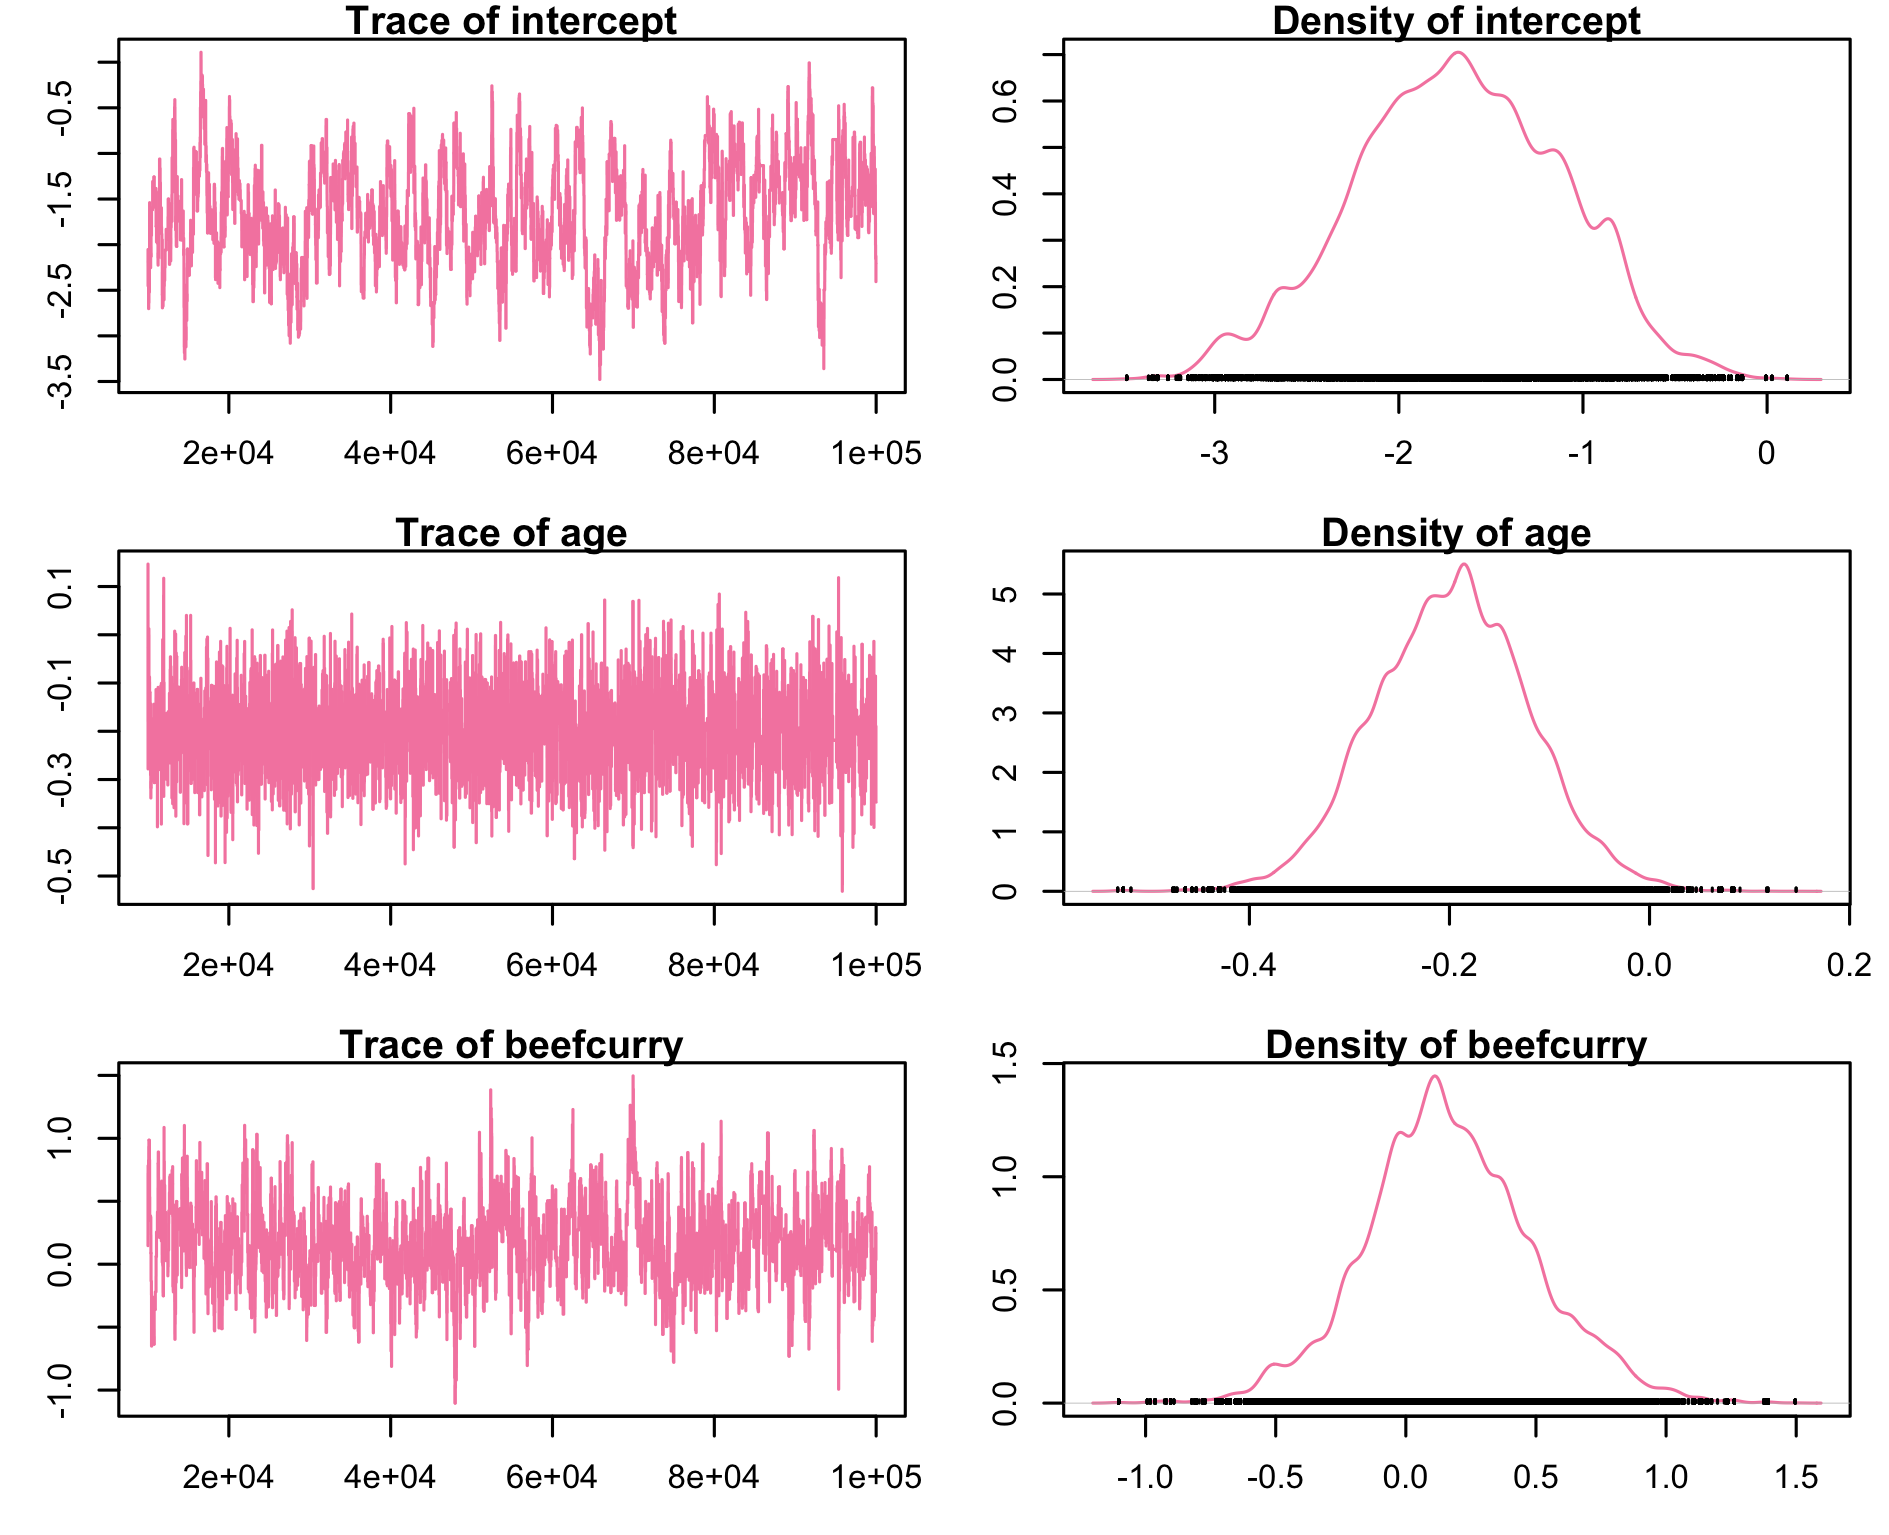 Trace of intercept
Density of intercept
-0.5
-1.5
-2.5
-3.5
2e+04 4e+04 6e+04 8e+04 1e+05
0.6
0.4
0.2
0.0
-3 -2 -1 0
Trace of age
Density of age
0.1
-0.1
-0.3
-0.5
2e+04 4e+04 6e+04 8e+04 1e+05
5
4
3
2
1
0
-0.4 -0.2 0.0 0.2
Trace of beefcurry
Density of beefcurry
1.0
0.0
-1.0
2e+04 4e+04 6e+04 8e+04 1e+05
1.5
1.0
0.5
0.0
-1.0 -0.5 0.0 0.5 1.0 1.5